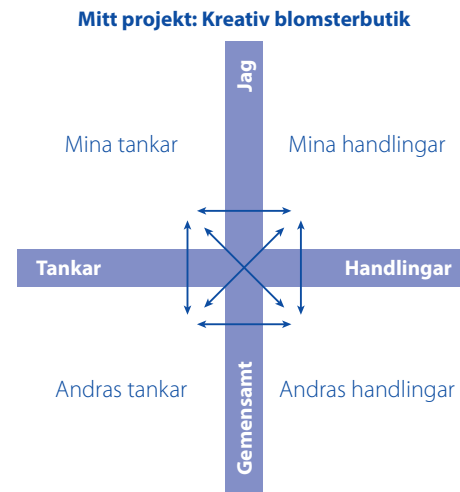 Mitt projekt: Kreativ blomsterbutik
Jag
Mina tankar
Mina handlingar
Tankar
Handlingar
Andras tankar
Andras handlingar
Gemensamt